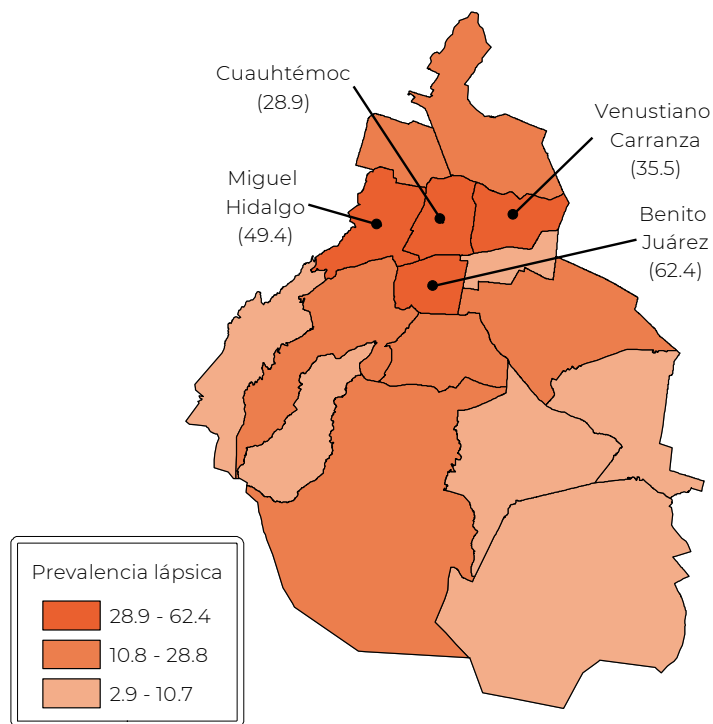 Cuauhtémoc
(28.9)
Venustiano
Carranza
(35.5)
Miguel
Hidalgo
(49.4)
Benito
Juárez
(62.4)
Prevalencia lápsica
28.9 - 62.4
10.8 - 28.8
2.9 - 10.7